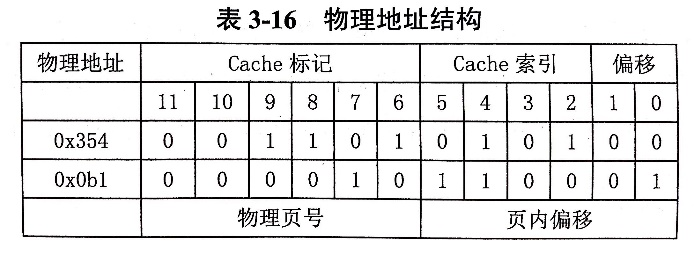 表 3-16 物理地址结构
物理地址 Cache 标记 Cache 索引 偏移
11 10 9 8 7 6 5 4 3 2 1 0
0x354 0 0 1 1 0 1 0 1 0 1 0 0
0x0b1 0 0 0 0 1 0 1 1 0 0 0 1
物理页号 页内偏移